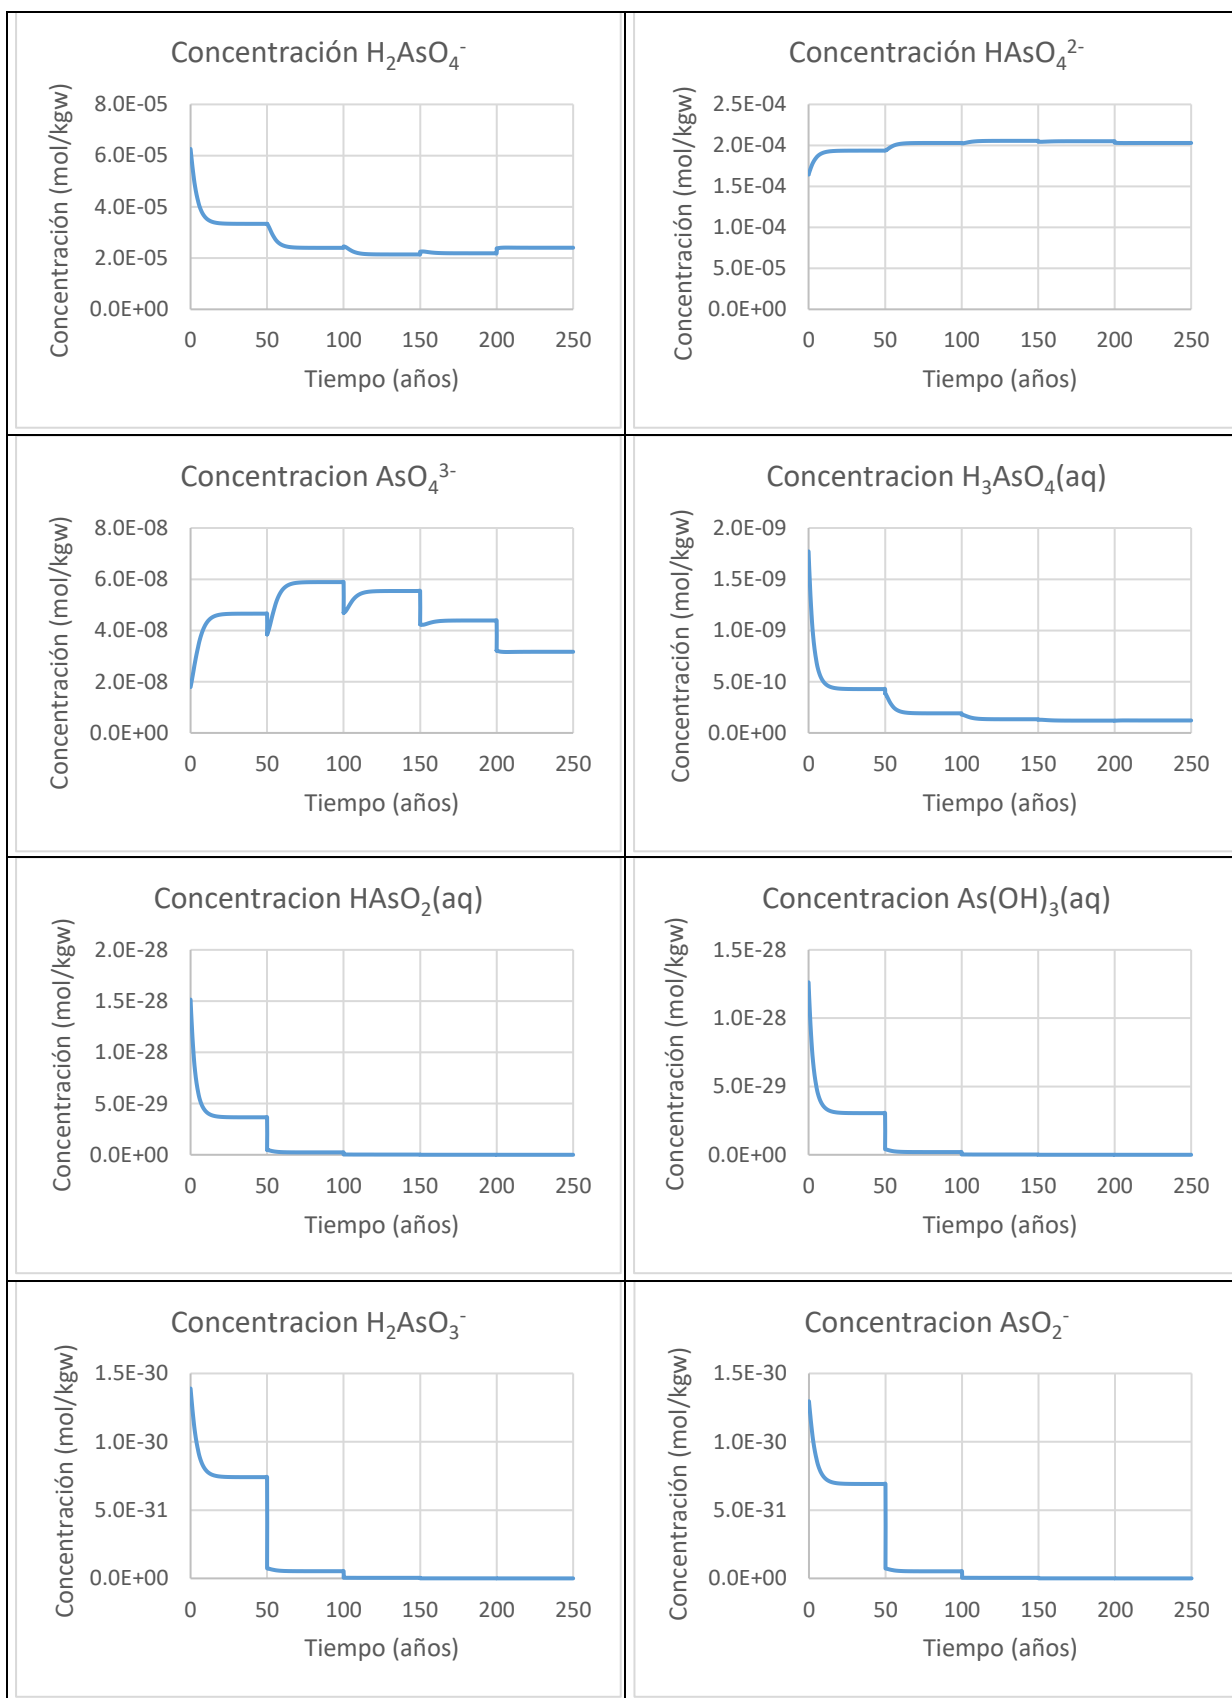 Concentración H₂AsO₄⁻
Concentración (mol/kgw)
8.0E-05
6.0E-05
4.0E-05
2.0E-05
0.0E+00
0 50 100 150 200 250
Tiempo (años)
Concentración HAsO₄²⁻
Concentración (mol/kgw)
2.5E-04
2.0E-04
1.5E-04
1.0E-04
5.0E-05
0.0E+00
0 50 100 150 200 250
Tiempo (años)
Concentracion AsO₄³⁻
Concentración (mol/kgw)
8.0E-08
6.0E-08
4.0E-08
2.0E-08
0.0E+00
0 50 100 150 200 250
Tiempo (años)
Concentracion H₃AsO₄(aq)
Concentración (mol/kgw)
2.0E-09
1.5E-09
1.0E-09
5.0E-10
0.0E+00
0 50 100 150 200 250
Tiempo (años)
Concentracion HAsO₂(aq)
Concentración (mol/kgw)
2.0E-28
1.5E-28
1.0E-28
5.0E-29
0.0E+00
0 50 100 150 200 250
Tiempo (años)
Concentracion As(OH)₃(aq)
Concentración (mol/kgw)
1.5E-28
1.0E-28
5.0E-29
0.0E+00
0 50 100 150 200 250
Tiempo (años)
Concentracion H₂AsO₃⁻
Concentración (mol/kgw)
1.5E-30
1.0E-30
5.0E-31
0.0E+00
0 50 100 150 200 250
Tiempo (años)
Concentracion AsO₂⁻
Concentración (mol/kgw)
1.5E-30
1.0E-30
5.0E-31
0.0E+00
0 50 100 150 200 250
Tiempo (años)